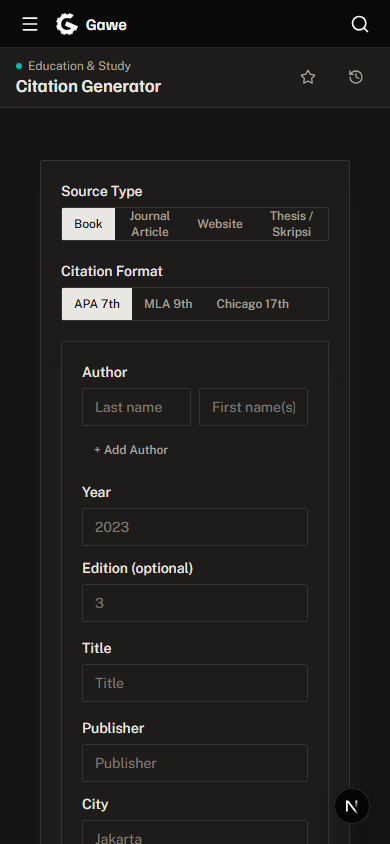 Gawe
Education & Study
Citation Generator
Source Type
Book
Journal
Article
Website
Thesis /
Skripsi
Citation Format
APA 7th
MLA 9th
Chicago 17th
Author
Last name
First name(s)
+ Add Author
Year
2023
Edition (optional)
3
Title
Title
Publisher
Publisher
City
Jakarta
N